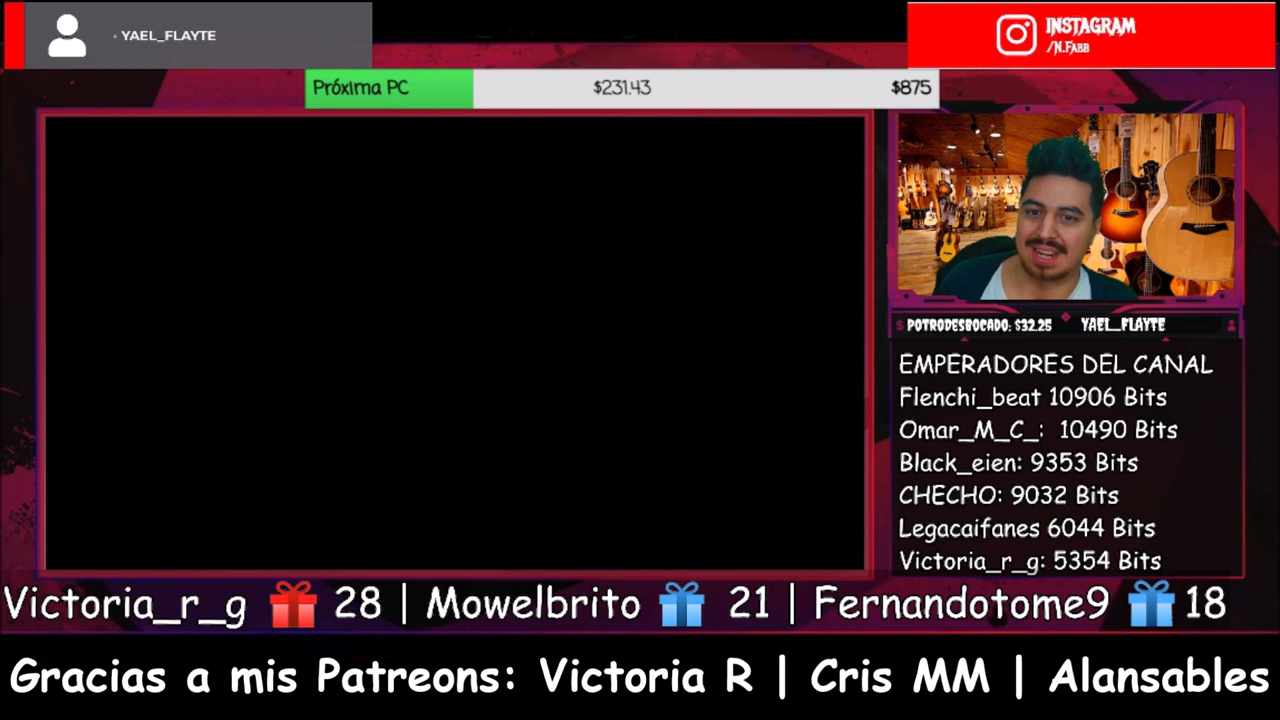 YAEL_FLAYTE
INSTAGRAM
/N.FABB
Próxima PC $231.43 $875
$ POTRODESBOCADO: $32.25 YAEL_FLAYTE
EMPERADORES DEL CANAL
Flenchi_beat 10906 Bits
Omar_M_C_: 10490 Bits
Black_eien: 9353 Bits
CHECHO: 9032 Bits
Legacaifanes 6044 Bits
Victoria_r_g: 5354 Bits
Victoria_r_g 28 | Mowelbrito 21 | Fernandotome9 18
Gracias a mis Patreons: Victoria R | Cris MM | Alansables